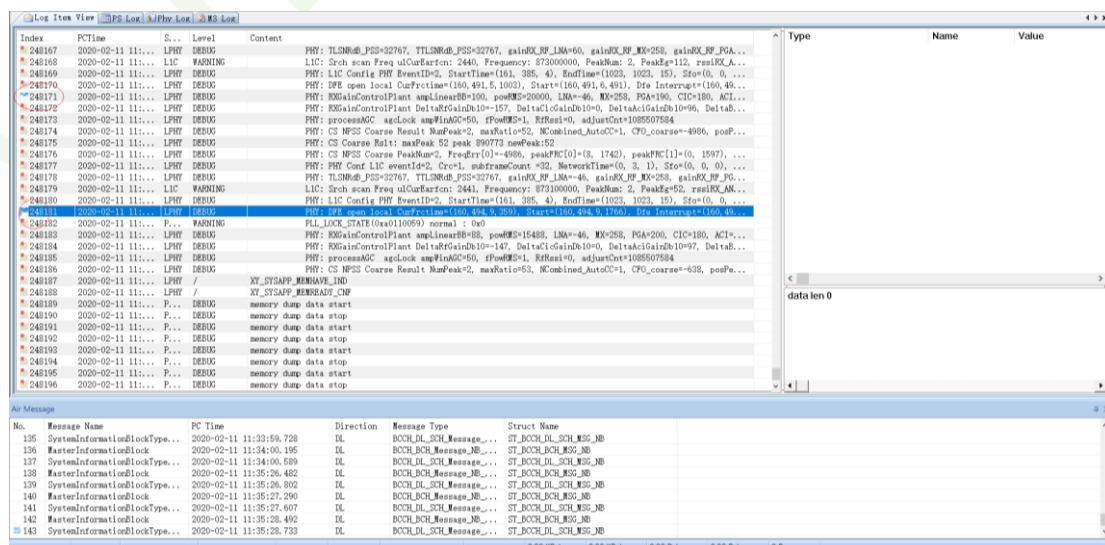 Log Item View PS Log Phy Log MS Log
Index PCTime S... Level Content
248167 2020-02-11 11:... LPHY DEBUG PHY: TLSNRdB_PSS=32767, TTLSNRdB_PSS=32767, gainRX_RF_LNA=60, gainRX_RF_MX=258, gainRX_RF_PGA...
248168 2020-02-11 11:... L1C WARNING L1C: Srch scan Freq ulCurEarfcn: 2440, Frequency: 873000000, PeakNum: 2, PeakEg=112, rssiRX_A...
248169 2020-02-11 11:... LPHY DEBUG PHY: L1C Config PHY EventID=2, StartTime=(161, 385, 4), EndTime=(1023, 1023, 15), Sfo=(0, 0, ...
248170 2020-02-11 11:... LPHY DEBUG PHY: DFE open local CurFrctime=(160,491,5,1003), Start=(160,491,6,491), Dfe Interrupt=(160,49...
248171 2020-02-11 11:... LPHY DEBUG PHY: RXGainControlPlant ampLinearBB=100, powRMS=20000, LNA=-46, MX=258, PGA=190, CIC=180, ACI...
248172 2020-02-11 11:... LPHY DEBUG PHY: RXGainControlPlant DeltaRfGainDb10=-157, DeltaCicGainDb10=0, DeltaAciGainDb10=96, DeltaB...
248173 2020-02-11 11:... LPHY DEBUG PHY: processAGC agcLock ampWinAGC=50, fPowRMS=1, RfRssi=0, adjustCnt=1085507584
248174 2020-02-11 11:... LPHY DEBUG PHY: CS NPSS Coarse Result NumPeak=2, maxRatio=52, NCombined_AutoCC=1, CFO_coarse=-4986, posP...
248175 2020-02-11 11:... LPHY DEBUG PHY: CS Coarse Rslt: maxPeak 52 peak 890773 newPeak:52
248176 2020-02-11 11:... LPHY DEBUG PHY: CS NPSS Coarse PeakNum=2, FreqErr[0]=-4986, peakFRC[0]=(8, 1742), peakFRC[1]=(0, 1597), ...
248177 2020-02-11 11:... LPHY DEBUG PHY: PHY Conf L1C eventId=2, Crc=1, subframeCount =32, NetworkTime=(0, 3, 1), Sfo=(0, 0, 0), ...
248178 2020-02-11 11:... LPHY DEBUG PHY: TLSNRdB_PSS=32767, TTLSNRdB_PSS=32767, gainRX_RF_LNA=-46, gainRX_RF_MX=258, gainRX_RF_PG...
248179 2020-02-11 11:... L1C WARNING L1C: Srch scan Freq ulCurEarfcn: 2441, Frequency: 873100000, PeakNum: 2, PeakEg=52, rssiRX_AN...
248180 2020-02-11 11:... LPHY DEBUG PHY: L1C Config PHY EventID=2, StartTime=(161, 385, 4), EndTime=(1023, 1023, 15), Sfo=(0, 0, ...
248181 2020-02-11 11:... LPHY DEBUG PHY: DFE open local CurFrctime=(160,494,9,359), Start=(160,494,9,1766), Dfe Interrupt=(160,49...
248182 2020-02-11 11:... P... WARNING PLL_LOCK_STATE(0xa0110059) normal : 0x0
248183 2020-02-11 11:... LPHY DEBUG PHY: RXGainControlPlant ampLinearBB=88, powRMS=15488, LNA=-46, MX=258, PGA=200, CIC=180, ACI=...
248184 2020-02-11 11:... LPHY DEBUG PHY: RXGainControlPlant DeltaRfGainDb10=-147, DeltaCicGainDb10=0, DeltaAciGainDb10=97, DeltaB...
248185 2020-02-11 11:... LPHY DEBUG PHY: processAGC agcLock ampWinAGC=50, fPowRMS=1, RfRssi=0, adjustCnt=1085507584
248186 2020-02-11 11:... LPHY DEBUG PHY: CS NPSS Coarse Result NumPeak=2, maxRatio=53, NCombined_AutoCC=1, CFO_coarse=-638, posPe...
248187 2020-02-11 11:... LPHY / XY_SYSAPP_MEMHAVE_IND
248188 2020-02-11 11:... LPHY / XY_SYSAPP_MEMREADY_CNF
248189 2020-02-11 11:... P... DEBUG memory dump data start
248190 2020-02-11 11:... P... DEBUG memory dump data stop
248191 2020-02-11 11:... P... DEBUG memory dump data start
248192 2020-02-11 11:... P... DEBUG memory dump data stop
248193 2020-02-11 11:... P... DEBUG memory dump data start
248194 2020-02-11 11:... P... DEBUG memory dump data stop
248195 2020-02-11 11:... P... DEBUG memory dump data start
248196 2020-02-11 11:... P... DEBUG memory dump data stop
Type Name Value
data len 0
Air Message
No. Message Name PC Time Direction Message Type Struct Name
135 SystemInformationBlockType... 2020-02-11 11:33:59.728 DL BCCH_DL_SCH_Message_... ST_BCCH_DL_SCH_MSG_NB
136 MasterInformationBlock 2020-02-11 11:34:00.195 DL BCCH_BCH_Message_NB_... ST_BCCH_BCH_MSG_NB
137 SystemInformationBlockType... 2020-02-11 11:34:00.589 DL BCCH_DL_SCH_Message_... ST_BCCH_DL_SCH_MSG_NB
138 MasterInformationBlock 2020-02-11 11:35:26.482 DL BCCH_BCH_Message_NB_... ST_BCCH_BCH_MSG_NB
139 SystemInformationBlockType... 2020-02-11 11:35:26.802 DL BCCH_DL_SCH_Message_... ST_BCCH_DL_SCH_MSG_NB
140 MasterInformationBlock 2020-02-11 11:35:27.290 DL BCCH_BCH_Message_NB_... ST_BCCH_BCH_MSG_NB
141 SystemInformationBlockType... 2020-02-11 11:35:27.607 DL BCCH_DL_SCH_Message_... ST_BCCH_DL_SCH_MSG_NB
142 MasterInformationBlock 2020-02-11 11:35:28.492 DL BCCH_BCH_Message_NB_... ST_BCCH_BCH_MSG_NB
143 SystemInformationBlockType... 2020-02-11 11:35:28.733 DL BCCH_DL_SCH_Message_... ST_BCCH_DL_SCH_MSG_NB